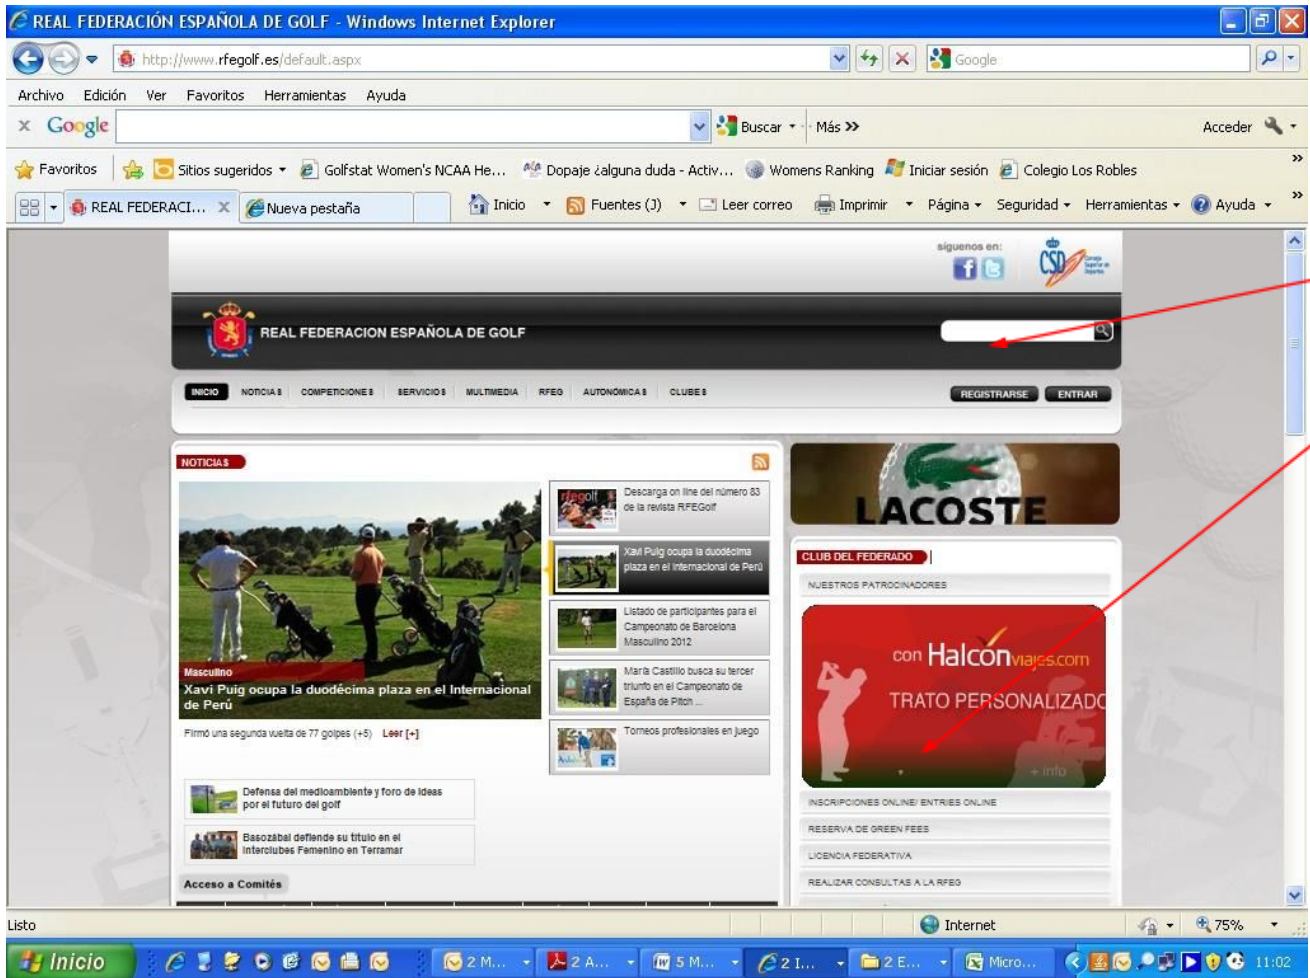 REAL FEDERACIÓN ESPAÑOLA DE GOLF - Windows Internet Explorer
http://www.rfegolf.es/default.aspx
Google
Archivo Edición Ver Favoritos Herramientas Ayuda
x Google Buscar Más >> Acceder
Favoritos Sitios sugeridos Golfstat Women's NCAA He... Dopaje ¿alguna duda - Activ... Womens Ranking Iniciar sesión Colegio Los Robles
REAL FEDERACI... X Nueva pestaña Inicio Fuentes (J) Leer correo Imprimir Página Seguridad Herramientas Ayuda
síguenos en:
CSD
REAL FEDERACION ESPAÑOLA DE GOLF
INICIO NOTICIAS COMPETICIONES SERVICIOS MULTIMEDIA RFEG AUTONÓMICAS CLUBES REGISTRARSE ENTRAR
NOTICIAS
Masculino
Xavi Puig ocupa la duodécima plaza en el Internacional
de Perú
Firmó una segunda vuelta de 77 golpes (+5) Leer [+]
rfegolf
Descarga on line del número 83
de la revista RFEGolf
Xavi Puig ocupa la duodécima
plaza en el Internacional de Perú
Listado de participantes para el
Campeonato de Barcelona
Masculino 2012
María Castillo busca su tercer
triunfo en el Campeonato de
España de Pitch ...
Torneos profesionales en juego
Defensa del medioambiente y foro de ideas
por el futuro del golf
Basozábal defiende su título en el
Interclubes Femenino en Terramar
Acceso a Comités
LACOSTE
CLUB DEL FEDERADO
NUESTROS PATROCINADORES
con Halcónviajes.com
TRATO PERSONALIZADO
+ info
INSCRIPCIONES ONLINE/ ENTRIES ONLINE
RESERVA DE GREEN FEES
LICENCIA FEDERATIVA
REALIZAR CONSULTAS A LA RFEG
Listo Internet 75%
Inicio 2 M... 2 A... 5 M... 2 I... 2 E... Micro... 11:02